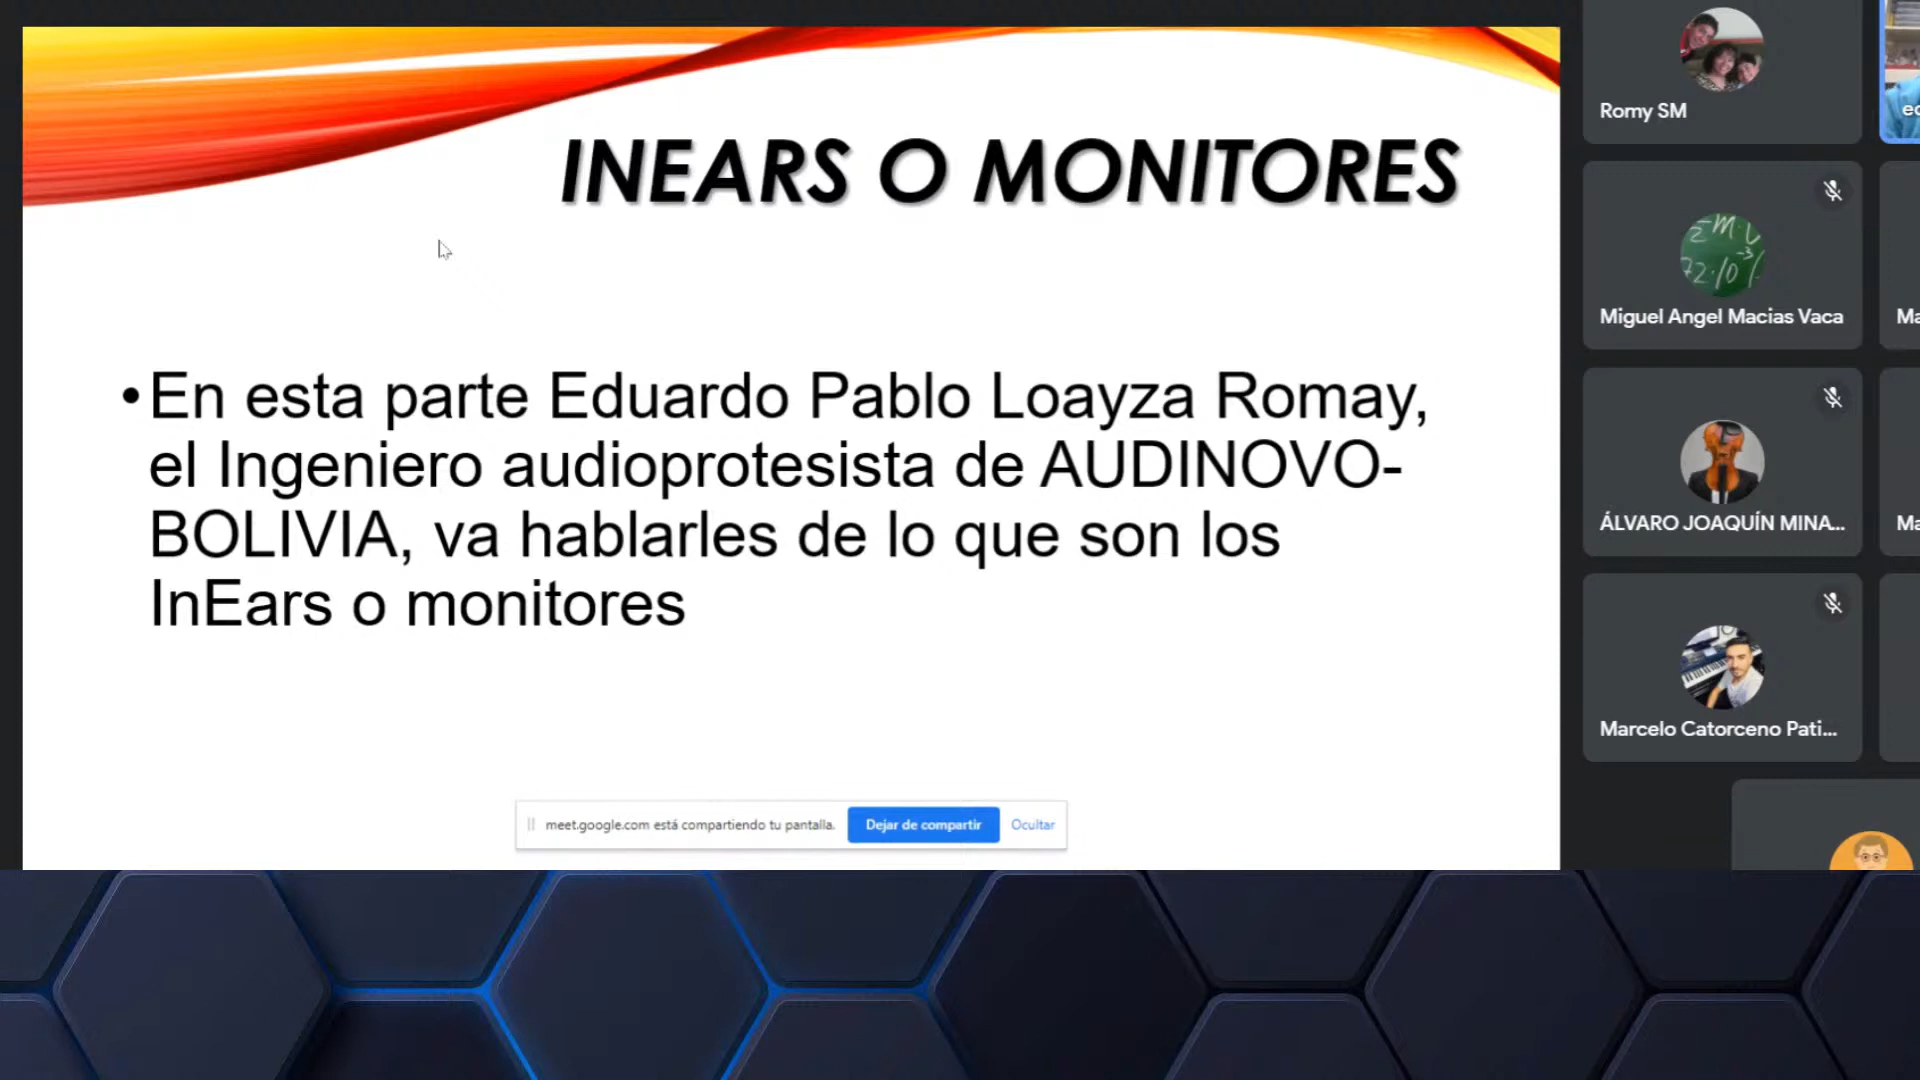 INEARS O MONITORES
•En esta parte Eduardo Pablo Loayza Romay,
el Ingeniero audioprotesista de AUDINOVO-
BOLIVIA, va hablarles de lo que son los
InEars o monitores
meet.google.com está compartiendo tu pantalla. Dejar de compartir Ocultar
Romy SM
Miguel Angel Macias Vaca
ÁLVARO JOAQUÍN MINA...
Marcelo Catorceno Pati...